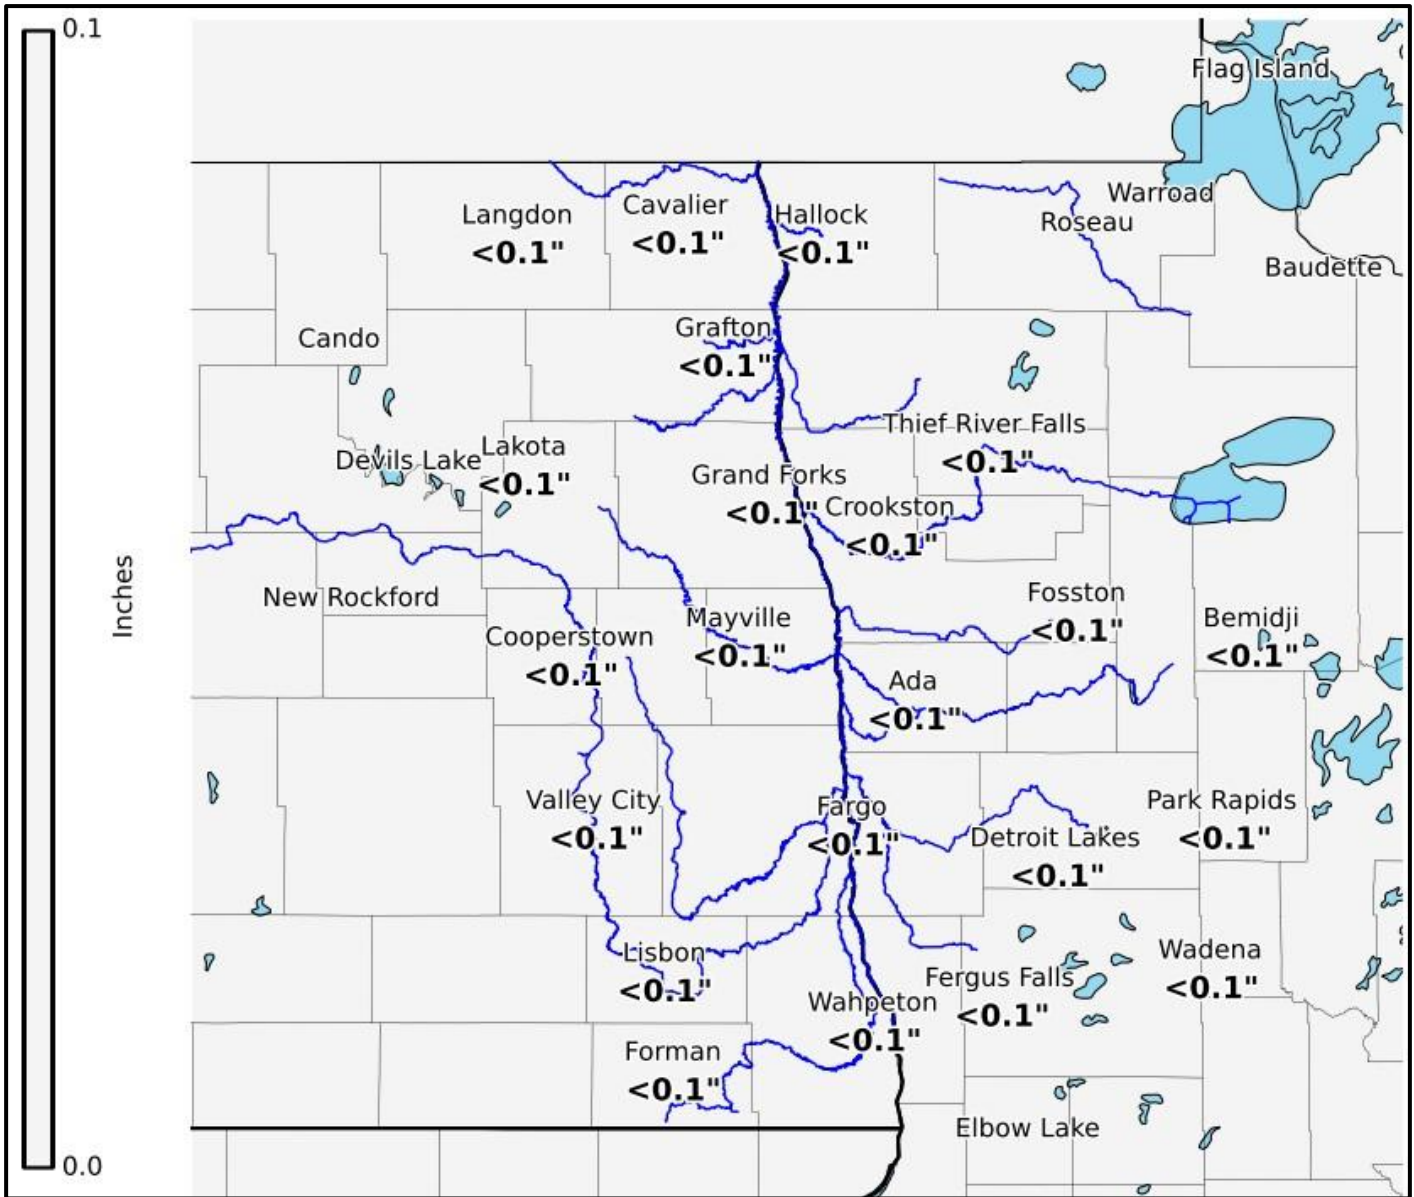 0.1
Flag Island
Warroad
Langdon
<0.1"
Cavalier
<0.1"
Hallock
<0.1"
Roseau
Baudette
Cando
Grafton
<0.1"
Thief River Falls
<0.1"
Devils Lake
Lakota
<0.1"
Grand Forks
<0.1"
Crookston
<0.1"
Inches
New Rockford
Fosston
<0.1"
Cooperstown
<0.1"
Mayville
<0.1"
Bemidji
<0.1"
Ada
<0.1"
Valley City
<0.1"
Fargo
<0.1"
Detroit Lakes
<0.1"
Park Rapids
<0.1"
Lisbon
<0.1"
Wahpeton
<0.1"
Fergus Falls
<0.1"
Wadena
<0.1"
Forman
<0.1"
Elbow Lake
0.0